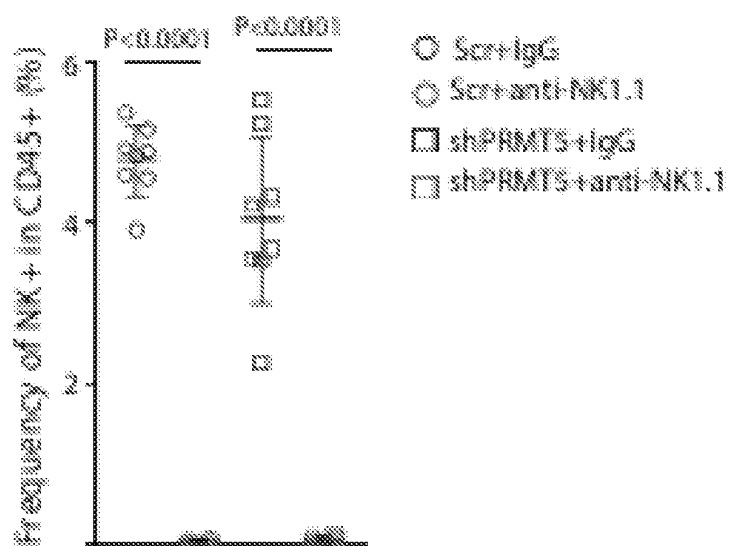 P<0.0001
P<0.0001
Frequency of NK+ in CD45+ (%)
6
4
2
Scr+IgG
Scr+anti-NK1.1
shPRMT5+IgG
shPRMT5+anti-NK1.1